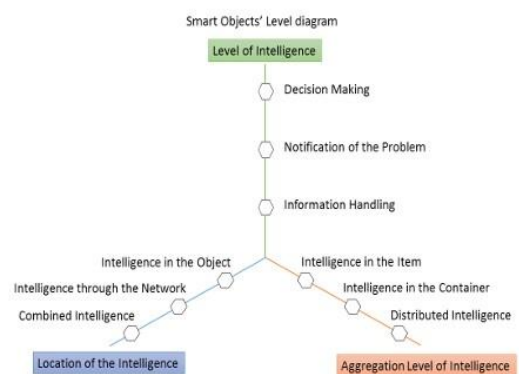 Smart Objects' Level diagram
Level of Intelligence
Decision Making
Notification of the Problem
Information Handling
Intelligence in the Object
Intelligence in the Item
Intelligence through the Network
Intelligence in the Container
Combined Intelligence
Distributed Intelligence
Location of the Intelligence
Aggregation Level of Intelligence